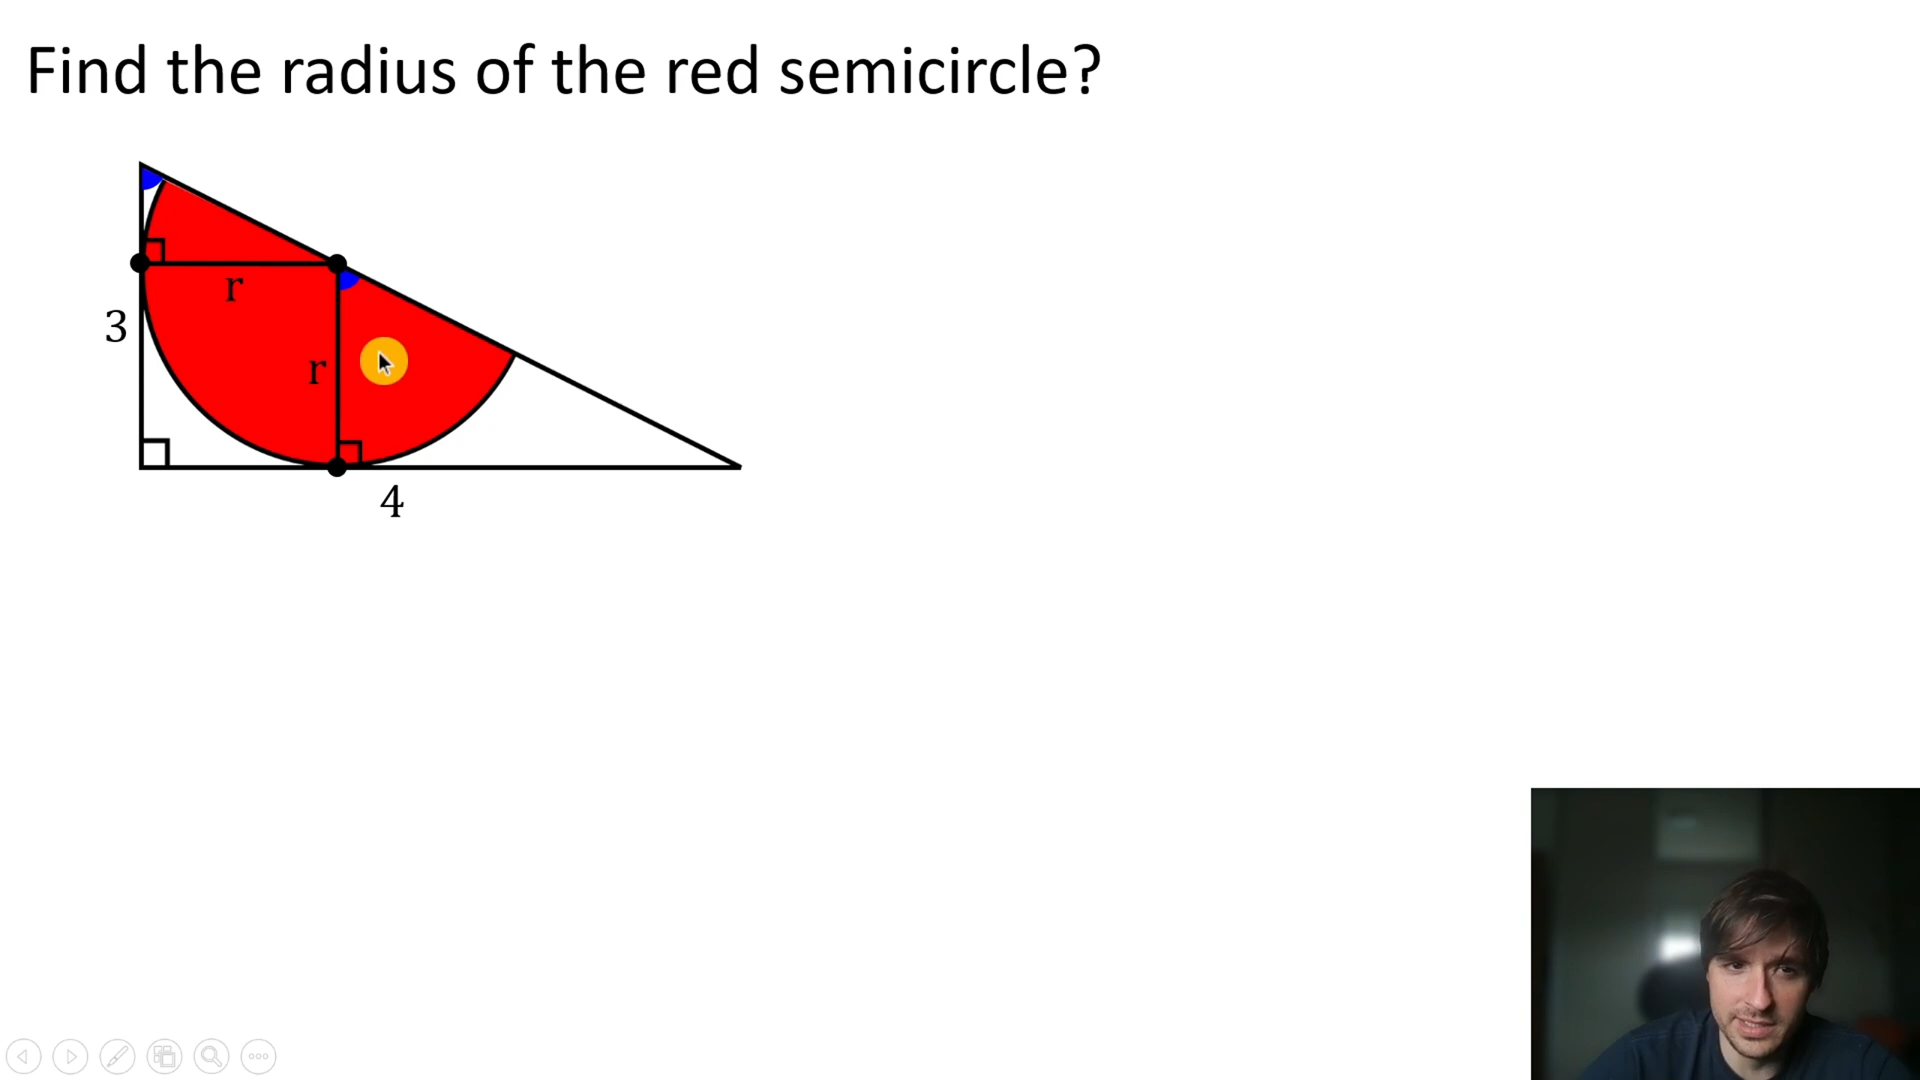 Find the radius of the red semicircle?
r
3
r
4